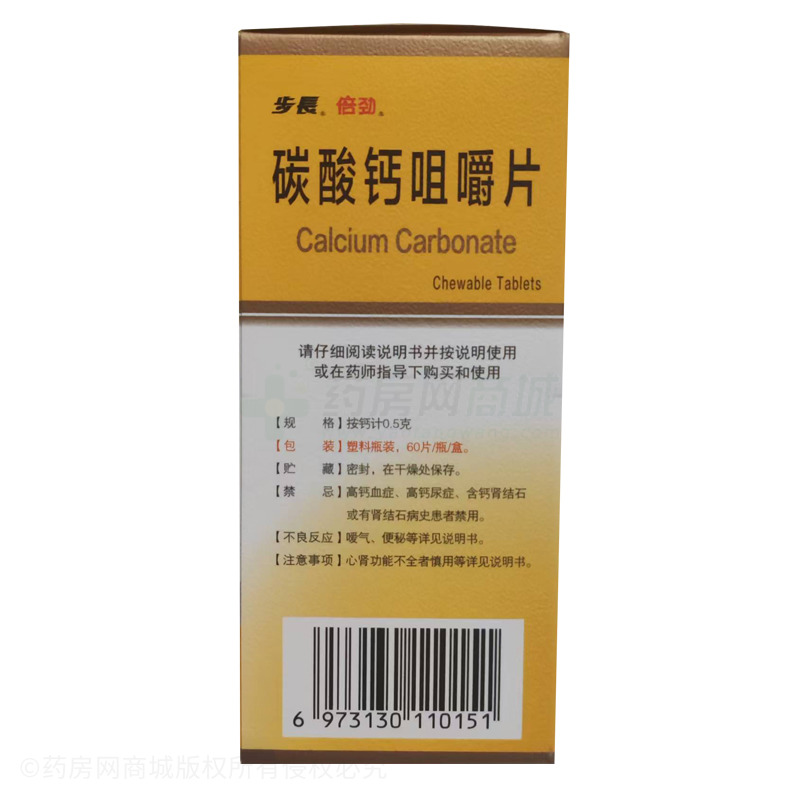 步長® 倍劲®
碳酸钙咀嚼片
Calcium Carbonate
Chewable Tablets
请仔细阅读说明书并按说明使用
或在药师指导下购买和使用
药房网商城
【规 格】按钙计0.5克
【包 装】塑料瓶装，60片/瓶/盒。
【贮 藏】密封，在干燥处保存。
【禁 忌】高钙血症、高钙尿症、含钙肾结石
或有肾结石病史患者禁用。
【不良反应】嗳气、便秘等详见说明书。
【注意事项】心肾功能不全者慎用等详见说明书。
6 973130 110151
©药房网商城版权所有侵权必究